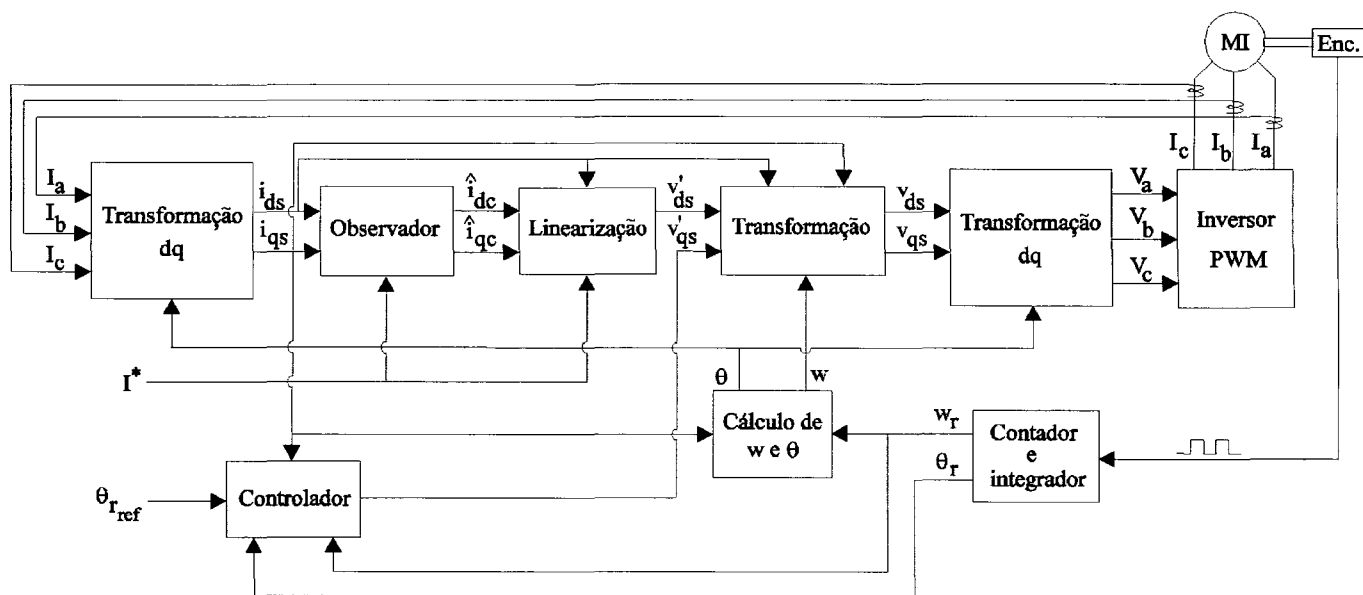 MI
Enc.
I_c
I_b
I_a
I_a
I_b
I_c
Transformação
dq
i_ds
i_qs
Observador
î_dc
î_qc
Linearização
v'_ds
v'_qs
Transformação
v_ds
v_qs
Transformação
dq
V_a
V_b
V_c
Inversor
PWM
I*
θ
w
Cálculo de
w e θ
w_r
θ_r
Contador
e
integrador
θ_r_ref
Controlador